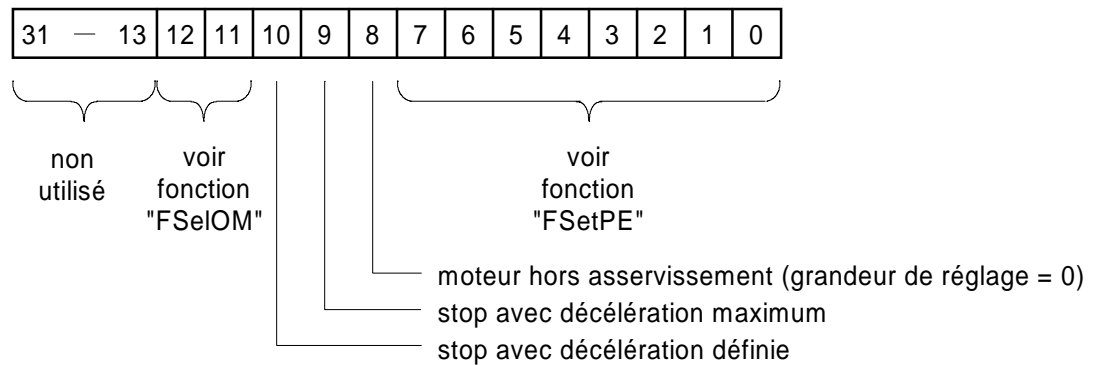 31 — 13 12 11 10 9 8 7 6 5 4 3 2 1 0
non
utilisé
voir
fonction
"FSelOM"
voir
fonction
"FSetPE"
moteur hors asservissement (grandeur de réglage = 0)
stop avec décélération maximum
stop avec décélération définie